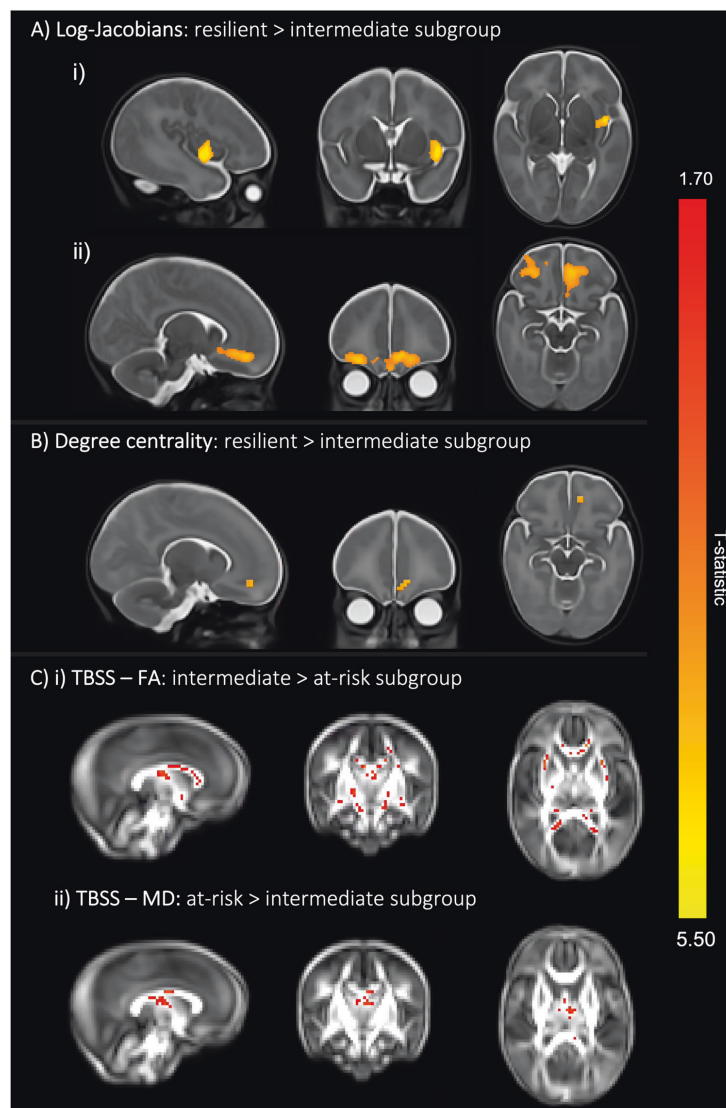 A) Log-Jacobians: resilient > intermediate subgroup
i)
1.70
ii)
B) Degree centrality: resilient > intermediate subgroup
T-statistic
C) i) TBSS – FA: intermediate > at-risk subgroup
ii) TBSS – MD: at-risk > intermediate subgroup
5.50